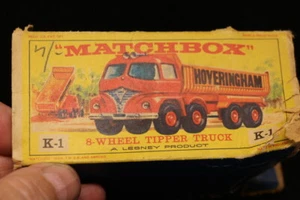 7/-
"MATCHBOX"
HOVERINGHAM
K-1
8-WHEEL TIPPER TRUCK
K-1
A LESNEY PRODUCT